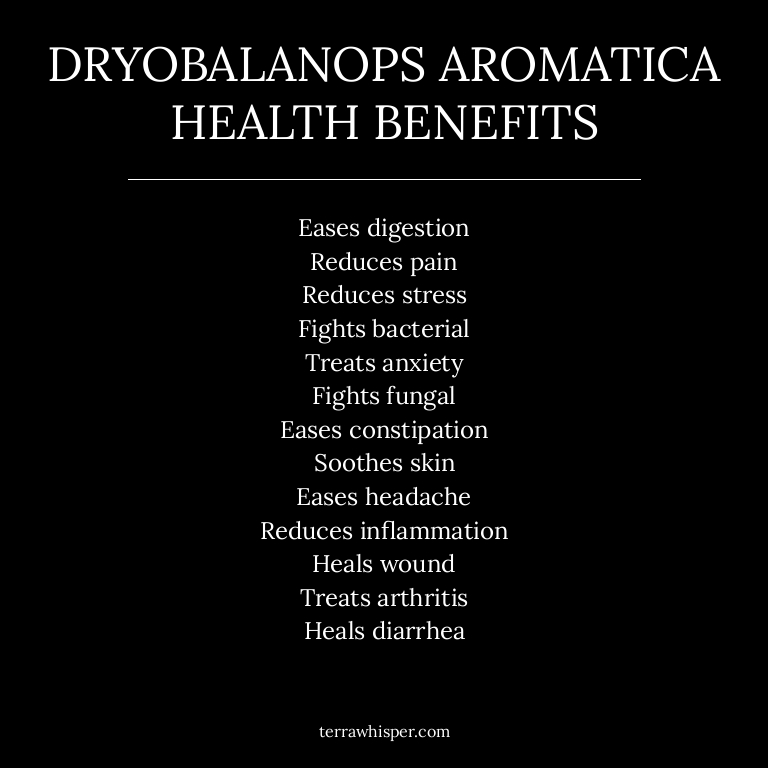 DRYOBALANOPS AROMATICA
HEALTH BENEFITS
Eases digestion
Reduces pain
Reduces stress
Fights bacterial
Treats anxiety
Fights fungal
Eases constipation
Soothes skin
Eases headache
Reduces inflammation
Heals wound
Treats arthritis
Heals diarrhea
terrawhisper.com